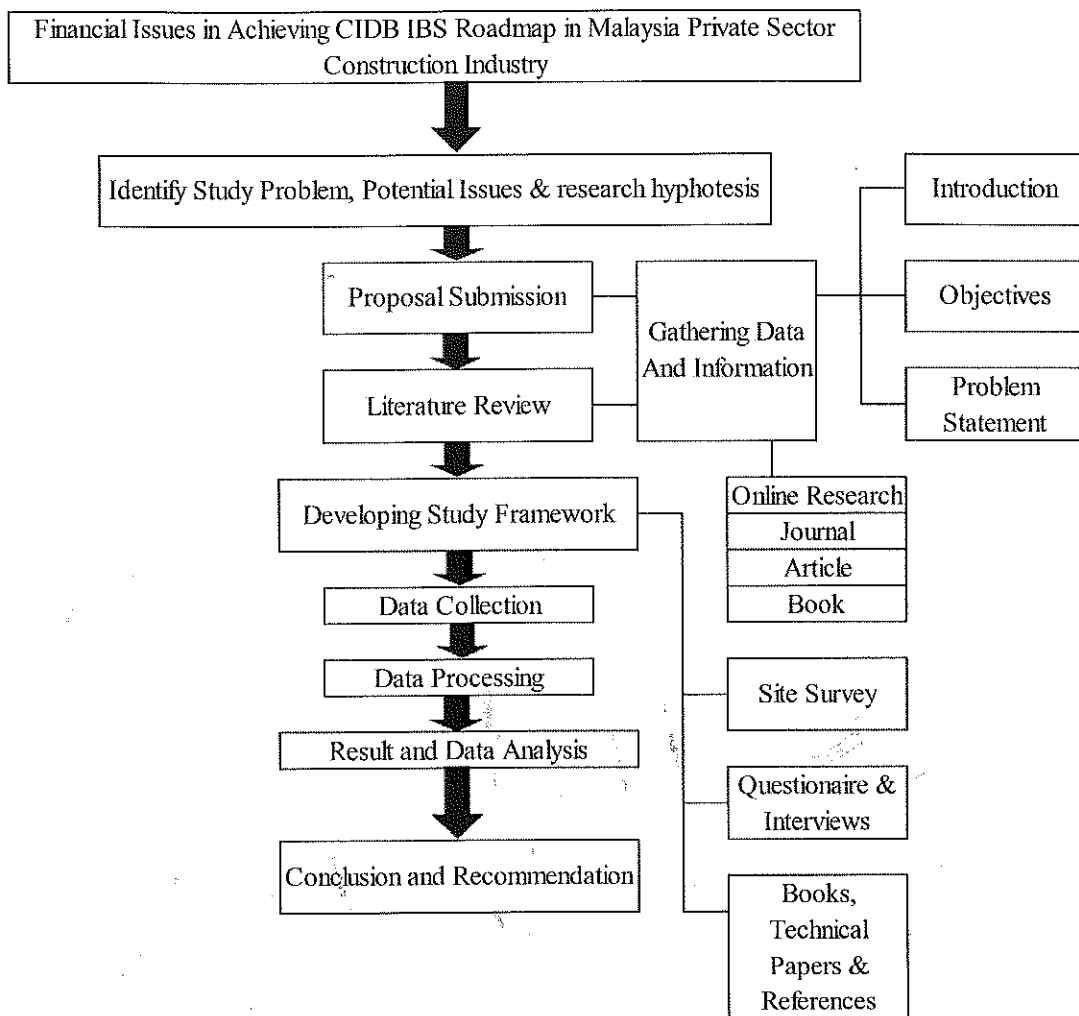 Financial Issues in Achieving CIDB IBS Roadmap in Malaysia Private Sector
Construction Industry
Identify Study Problem, Potential Issues & research hyphotesis
Introduction
Proposal Submission
Gathering Data
And Information
Objectives
Literature Review
Problem
Statement
Developing Study Framework
Online Research
Journal
Article
Book
Data Collection
Data Processing
Site Survey
Result and Data Analysis
Questionaire &
Interviews
Conclusion and Recommendation
Books,
Technical
Papers &
References